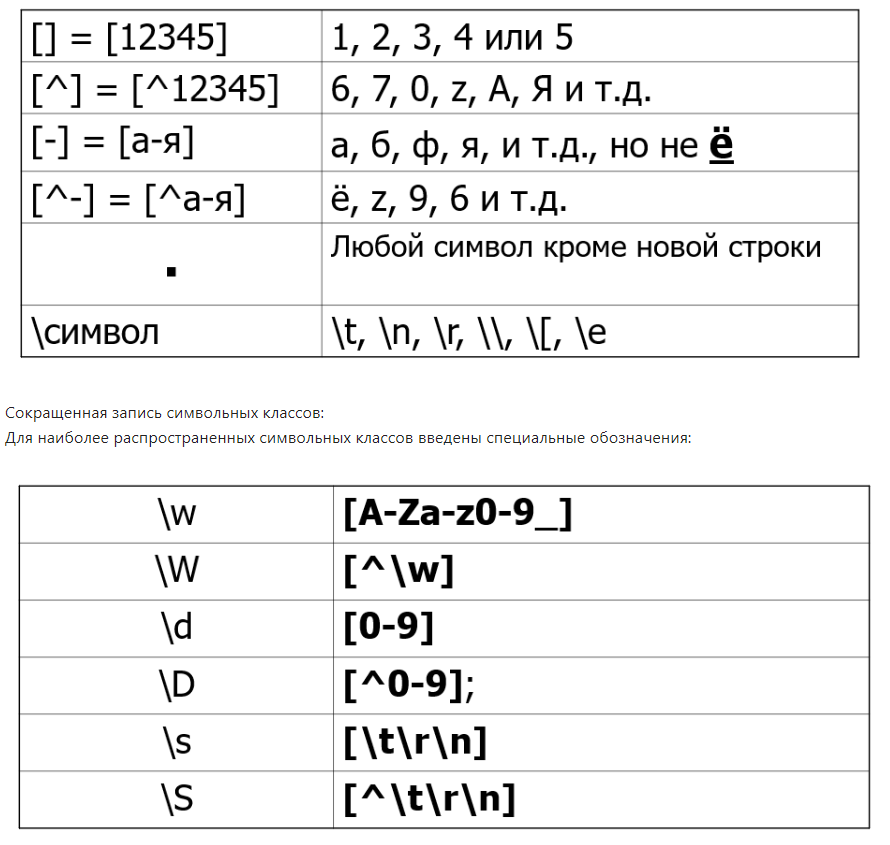 [] = [12345] 1, 2, 3, 4 или 5
[^] = [^12345] 6, 7, 0, z, A, Я и т.д.
[-] = [а-я] а, б, ф, я, и т.д., но не ё
[^-] = [^а-я] ё, z, 9, 6 и т.д.
. Любой символ кроме новой строки
\символ \t, \n, \r, \\, \[, \e
Сокращенная запись символьных классов:
Для наиболее распространенных символьных классов введены специальные обозначения:
\w [A-Za-z0-9_]
\W [^\w]
\d [0-9]
\D [^0-9];
\s [\t\r\n]
\S [^\t\r\n]